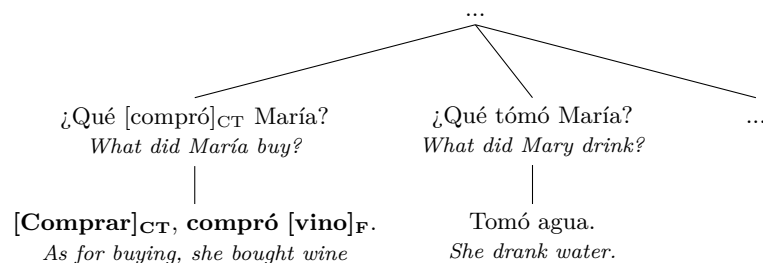 ...
¿Qué [compró]CT María? ¿Qué tómó María? ...
What did María buy? What did Mary drink?
[Comprar]CT, compró [vino]F. Tomó agua.
As for buying, she bought wine She drank water.